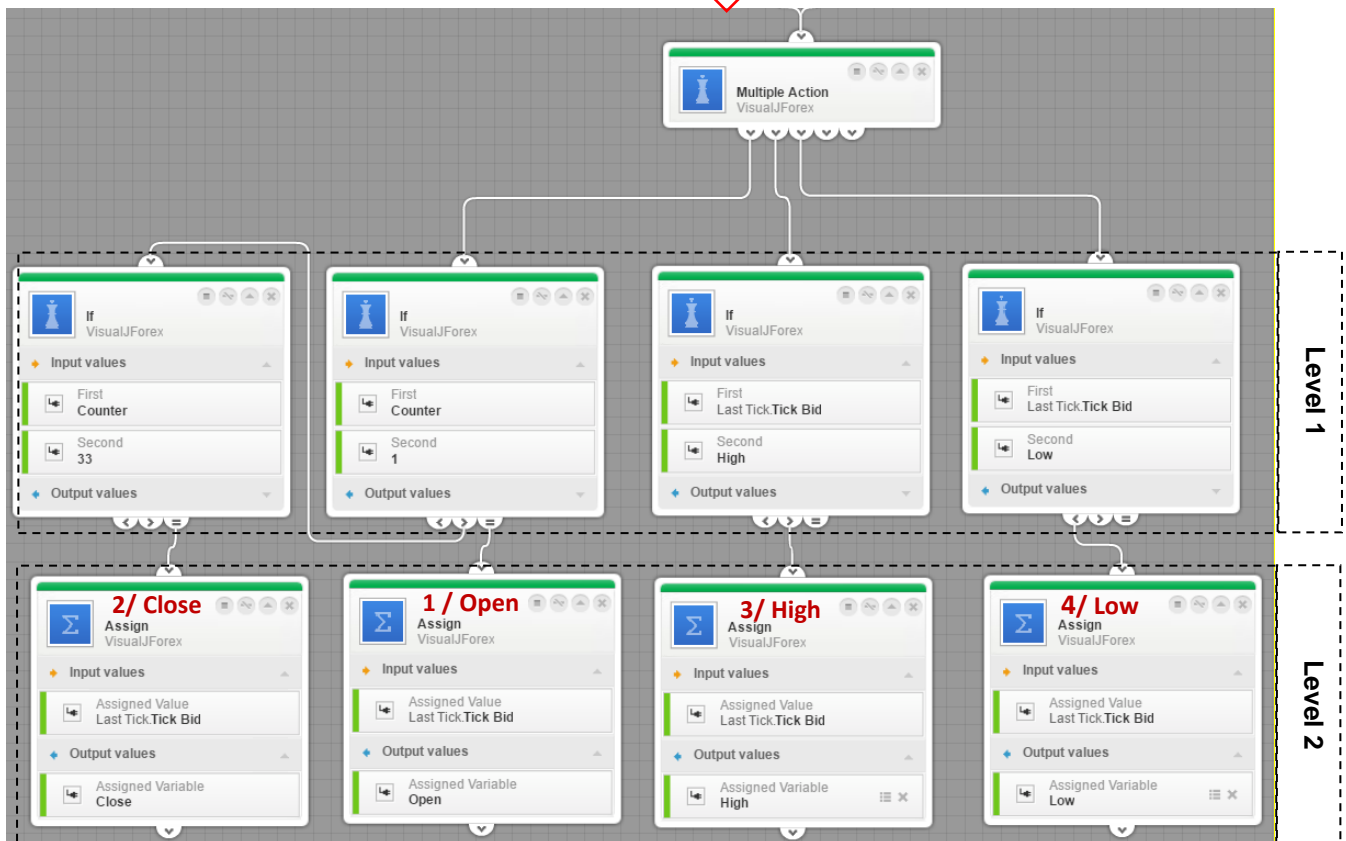 Multiple Action
VisualJForex
If
VisualJForex
Input values
First
Counter
Second
33
Output values
If
VisualJForex
Input values
First
Counter
Second
1
Output values
If
VisualJForex
Input values
First
Last Tick.Tick Bid
Second
High
Output values
If
VisualJForex
Input values
First
Last Tick.Tick Bid
Second
Low
Output values
Level 1
2/ Close
Assign
VisualJForex
Input values
Assigned Value
Last Tick.Tick Bid
Output values
Assigned Variable
Close
1 / Open
Assign
VisualJForex
Input values
Assigned Value
Last Tick.Tick Bid
Output values
Assigned Variable
Open
3/ High
Assign
VisualJForex
Input values
Assigned Value
Last Tick.Tick Bid
Output values
Assigned Variable
High
4/ Low
Assign
VisualJForex
Input values
Assigned Value
Last Tick.Tick Bid
Output values
Assigned Variable
Low
Level 2